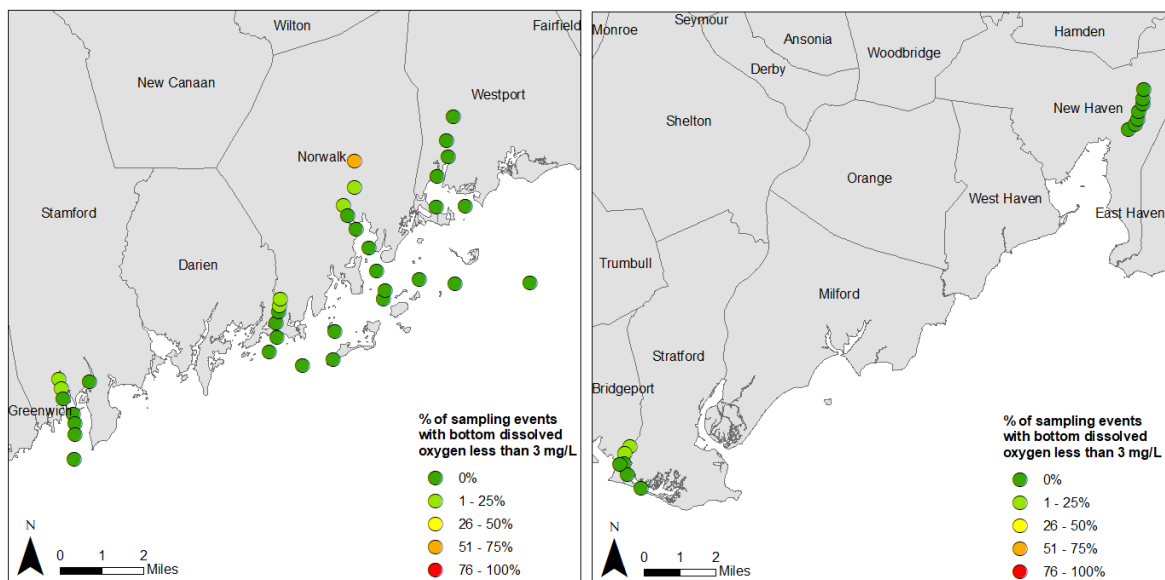 Wilton
Fairfield
New Canaan
Westport
Norwalk
Stamford
Darien
Greenwich
% of sampling events
with bottom dissolved
oxygen less than 3 mg/L
0%
1 - 25%
26 - 50%
51 - 75%
76 - 100%
N
0 1 2
Miles
Seymour
Monroe
Ansonia
Hamden
Woodbridge
Derby
New Haven
Shelton
Orange
West Haven
East Haven
Trumbull
Milford
Stratford
Bridgeport
% of sampling events
with bottom dissolved
oxygen less than 3 mg/L
0%
1 - 25%
26 - 50%
51 - 75%
76 - 100%
N
0 1 2
Miles